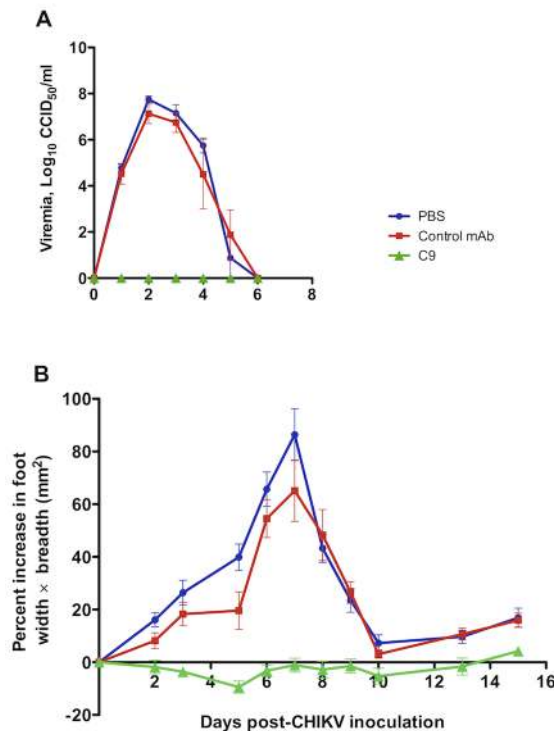 A
10
8
6
4
2
0
0 2 4 6 8
Viremia, Log10 CCID50/ml
PBS
Control mAb
C9
B
100
80
60
40
20
0
-20
2 4 6 8 10 12 14 16
Percent increase in foot
width × breadth (mm2)
Days post-CHIKV inoculation